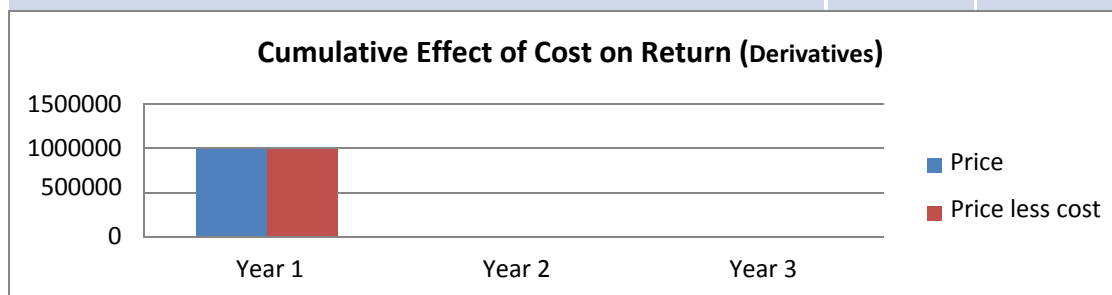 Cumulative Effect of Cost on Return (Derivatives)
1500000
1000000
500000
0
Year 1 Year 2 Year 3
Price
Price less cost